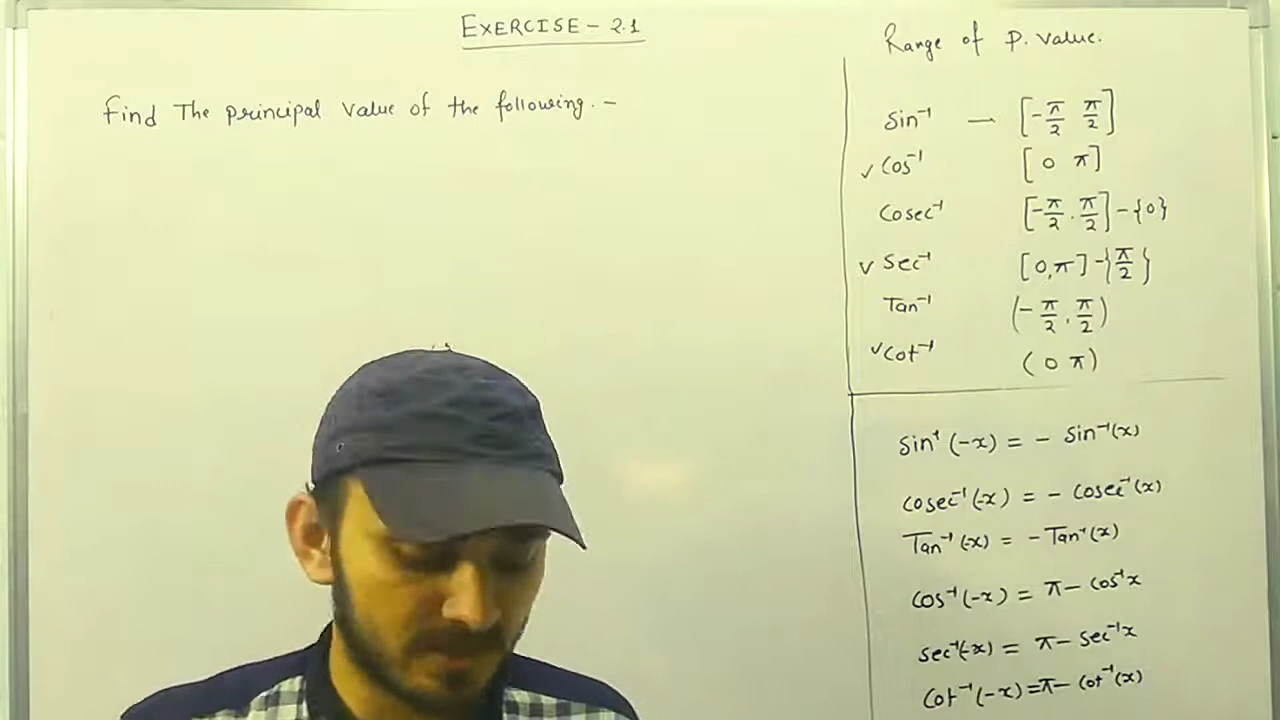 EXERCISE - 2.1
Find The principal value of the following. -
Range of P. value.
Sin⁻¹ — [-π/2 π/2]
✓ Cos⁻¹ [0 π]
Cosec⁻¹ [-π/2 . π/2] - {0}
✓ Sec⁻¹ [0,π] - {π/2}
Tan⁻¹ (-π/2 , π/2)
✓ Cot⁻¹ (0 π)
Sin⁻¹(-x) = - Sin⁻¹(x)
Cosec⁻¹(-x) = - Cosec⁻¹(x)
Tan⁻¹(-x) = - Tan⁻¹(x)
Cos⁻¹(-x) = π - Cos⁻¹x
Sec⁻¹(-x) = π - Sec⁻¹x
Cot⁻¹(-x) = π - Cot⁻¹(x)